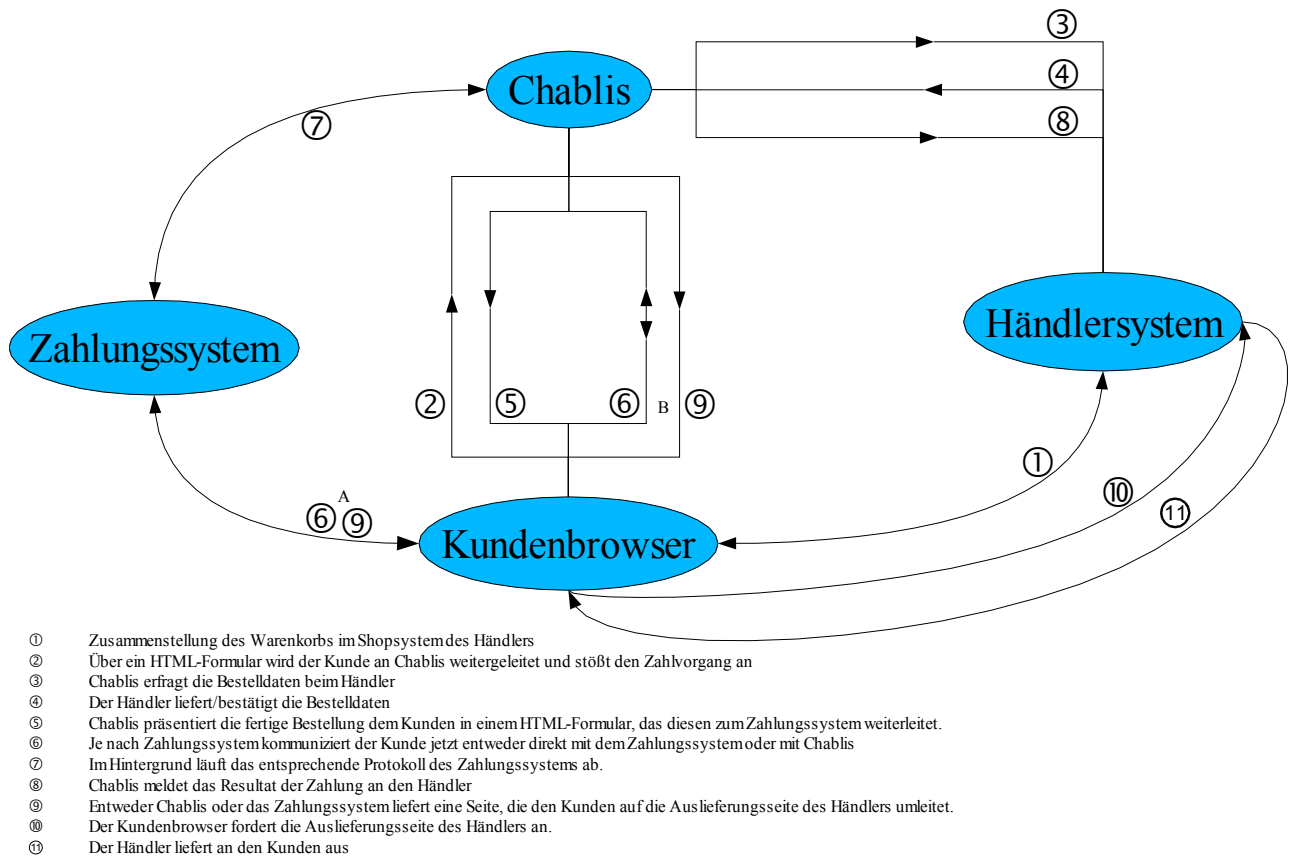 ③
Chablis
④
⑦
⑧
Händlersystem
Zahlungssystem
②
⑤
⑥
B
⑨
①
A
⑥
⑨
⑩
⑪
Kundenbrowser
① Zusammenstellung des Warenkorbs im Shopsystem des Händlers
② Über ein HTML-Formular wird der Kunde an Chablis weitergeleitet und stößt den Zahlvorgang an
③ Chablis erfragt die Bestelldaten beim Händler
④ Der Händler liefert/bestätigt die Bestelldaten
⑤ Chablis präsentiert die fertige Bestellung dem Kunden in einem HTML-Formular, das diesen zum Zahlungssystem weiterleitet.
⑥ Je nach Zahlungssystem kommuniziert der Kunde jetzt entweder direkt mit dem Zahlungssystem oder mit Chablis
⑦ Im Hintergrund läuft das entsprechende Protokoll des Zahlungssystems ab.
⑧ Chablis meldet das Resultat der Zahlung an den Händler
⑨ Entweder Chablis oder das Zahlungssystem liefert eine Seite, die den Kunden auf die Auslieferungsseite des Händlers umleitet.
⑩ Der Kundenbrowser fordert die Auslieferungsseite des Händlers an.
⑪ Der Händler liefert an den Kunden aus